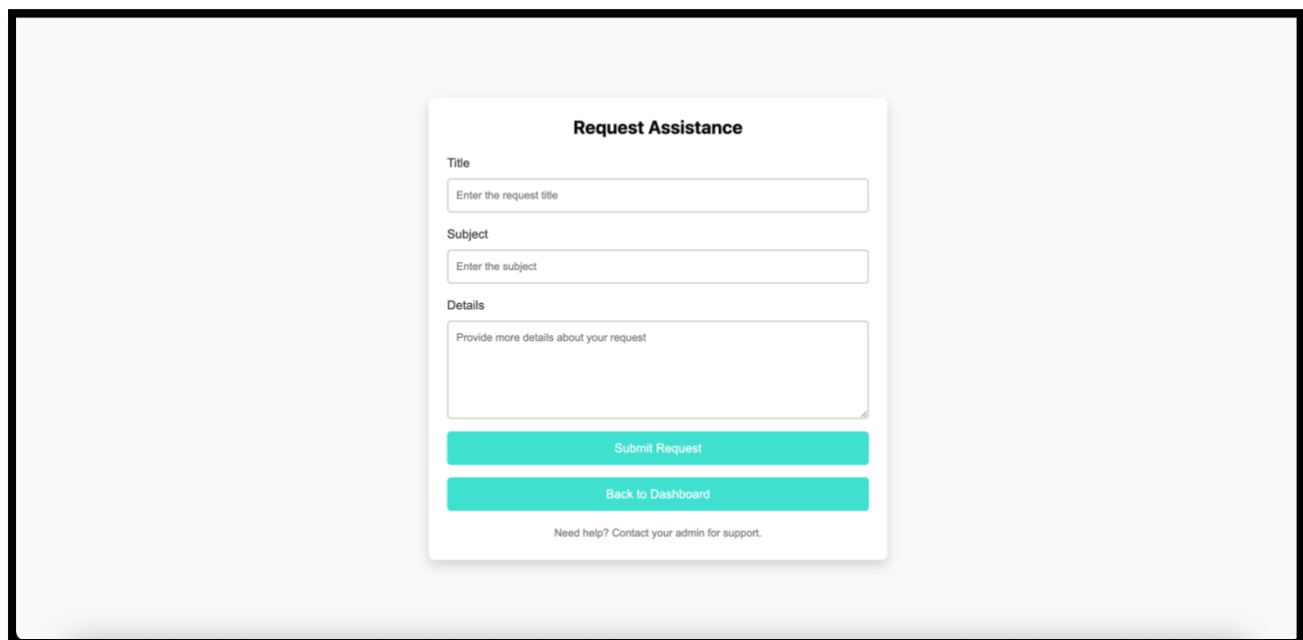 Request Assistance
Title
Enter the request title
Subject
Enter the subject
Details
Provide more details about your request
Submit Request
Back to Dashboard
Need help? Contact your admin for support.